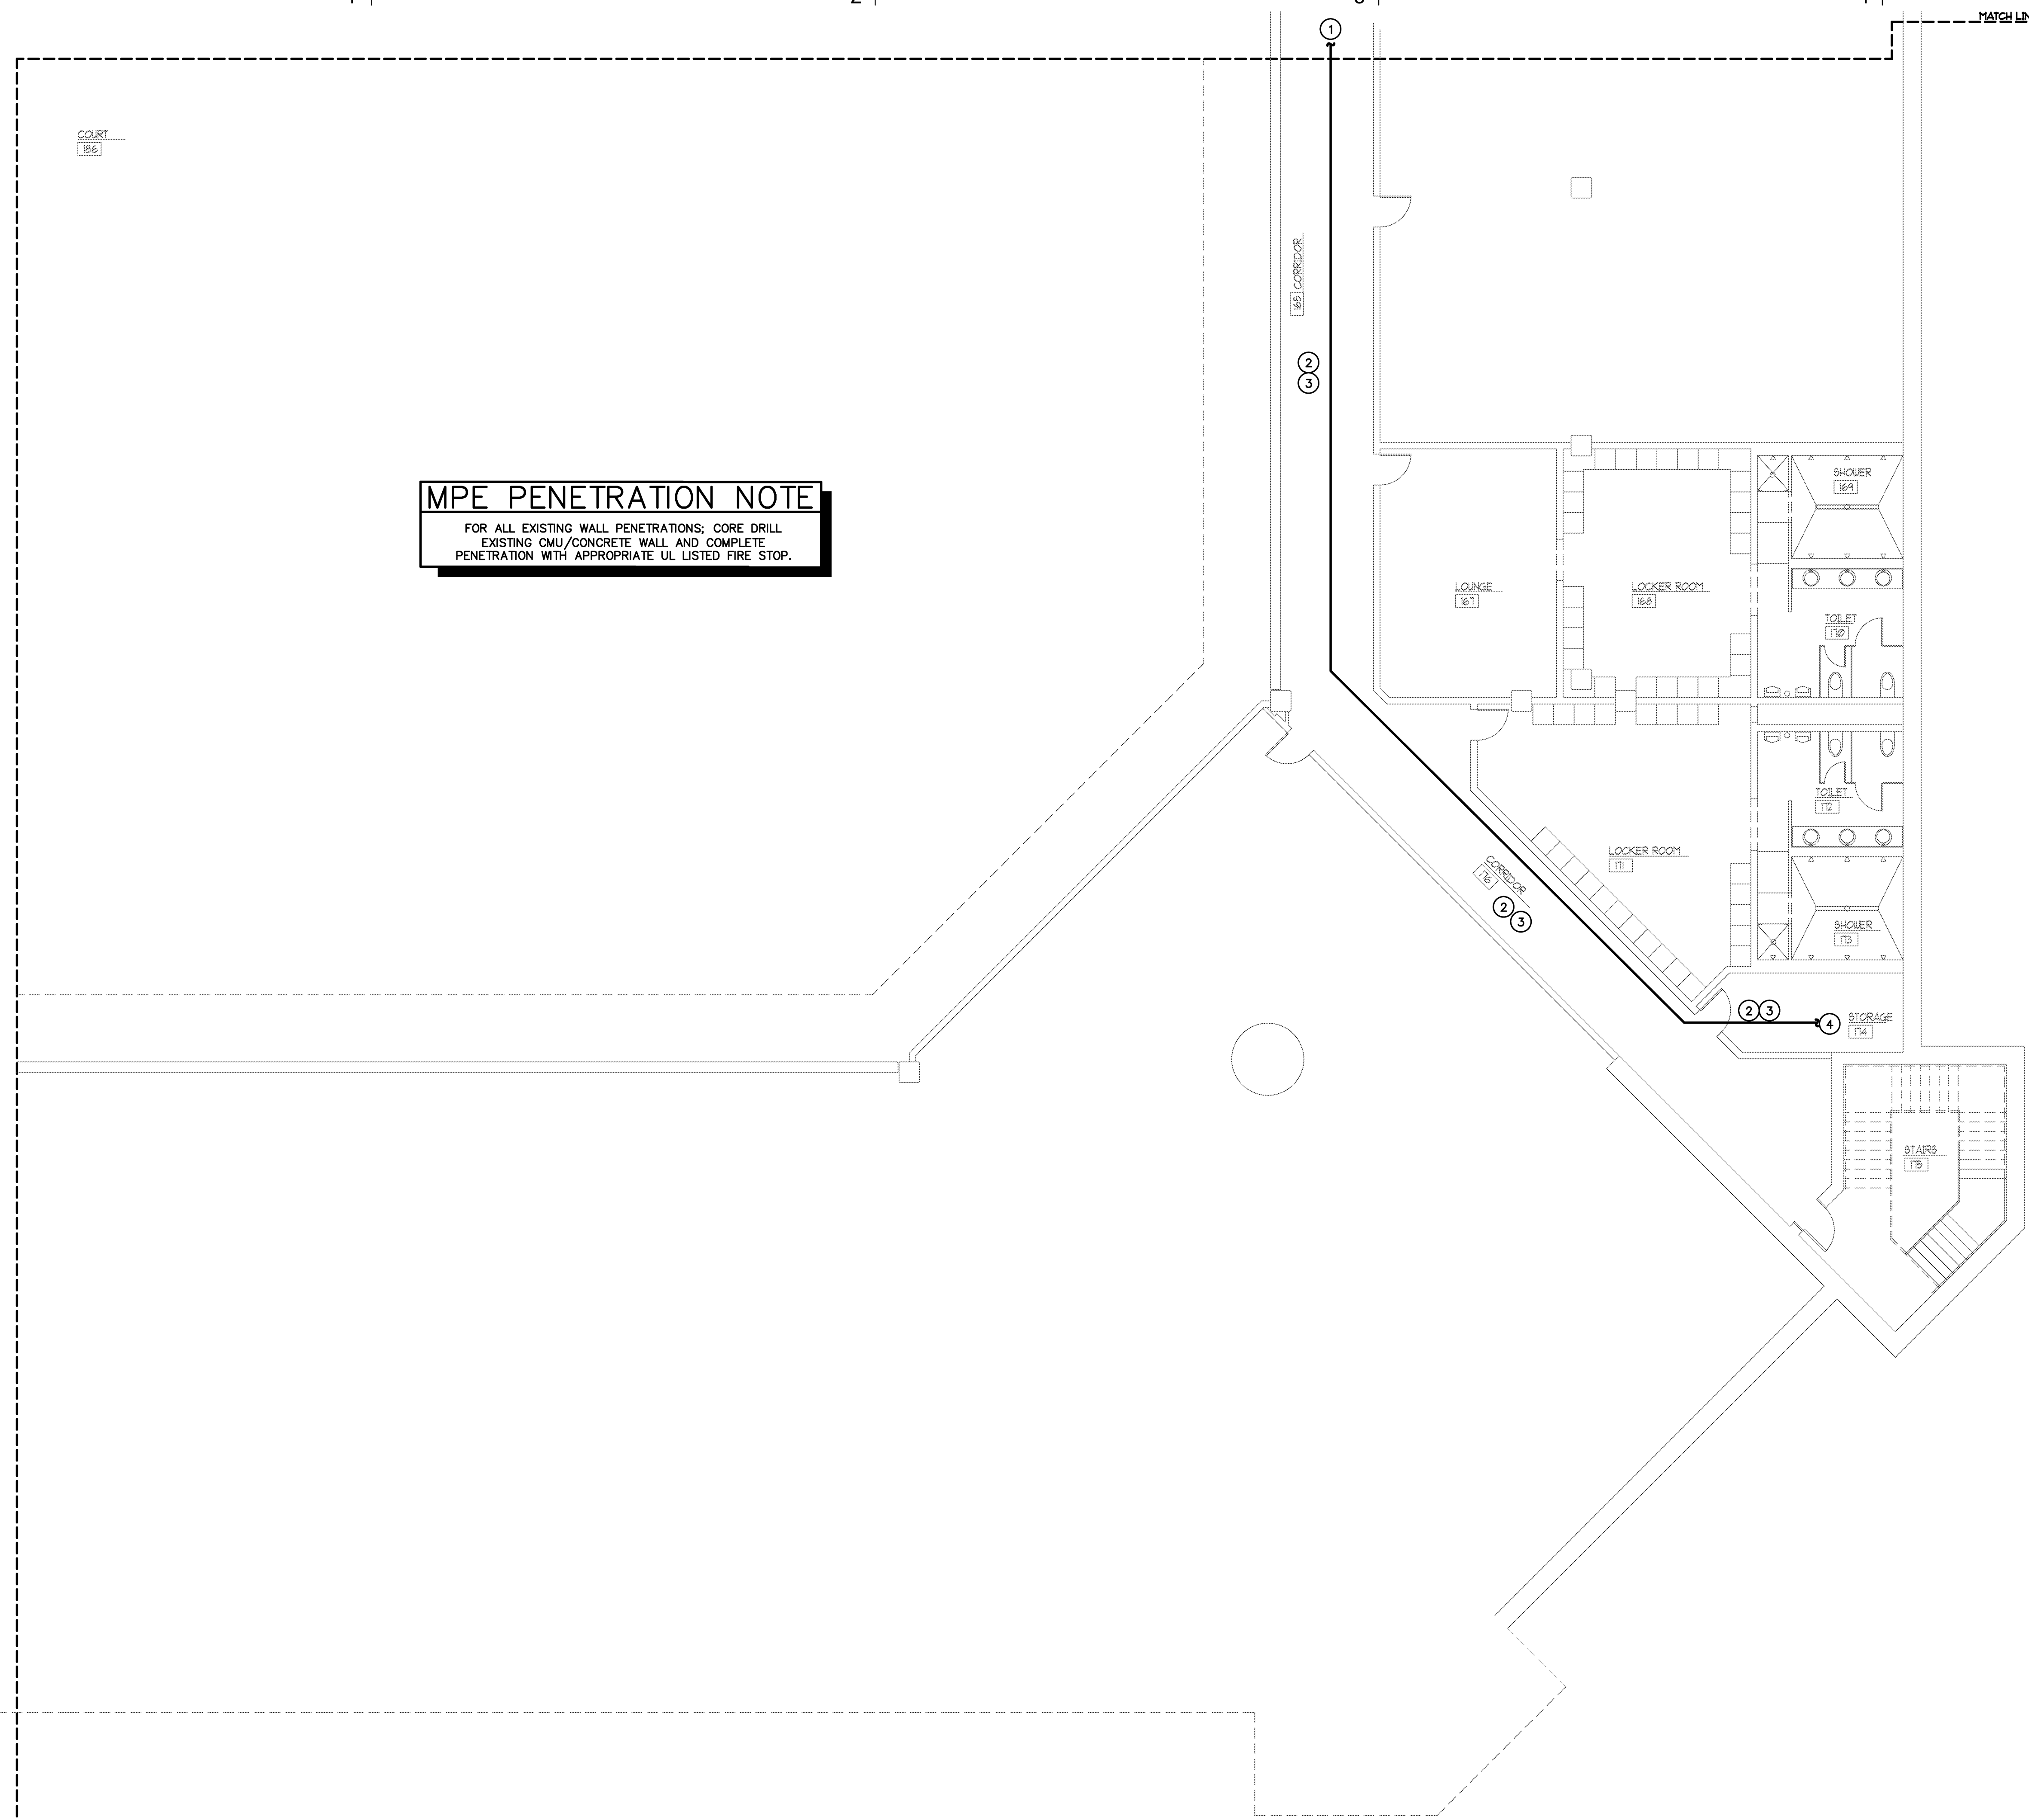 MATCH LIN
1
COURT
186
165 CORRIDOR
2
3
MPE PENETRATION NOTE
FOR ALL EXISTING WALL PENETRATIONS; CORE DRILL
EXISTING CMU/CONCRETE WALL AND COMPLETE
PENETRATION WITH APPROPRIATE UL LISTED FIRE STOP.
SHOWER
169
LOUNGE
167
LOCKER ROOM
168
TOILET
170
TOILET
172
LOCKER ROOM
171
CORRIDOR
176
2
3
SHOWER
173
2 3
4
STORAGE
174
STAIRS
175